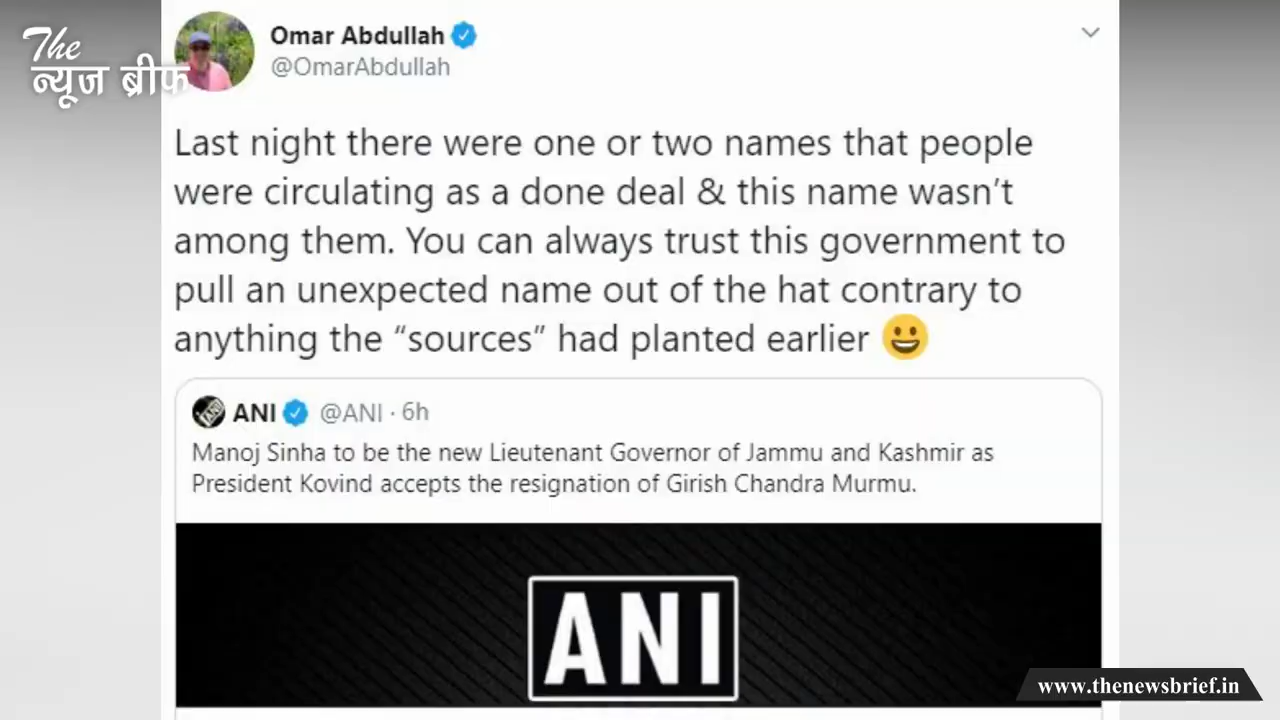 The
न्यूज ब्रीफ
Omar Abdullah
@OmarAbdullah
Last night there were one or two names that people
were circulating as a done deal & this name wasn’t
among them. You can always trust this government to
pull an unexpected name out of the hat contrary to
anything the “sources” had planted earlier 😀
ANI @ANI · 6h
Manoj Sinha to be the new Lieutenant Governor of Jammu and Kashmir as
President Kovind accepts the resignation of Girish Chandra Murmu.
ANI
www.thenewsbrief.in